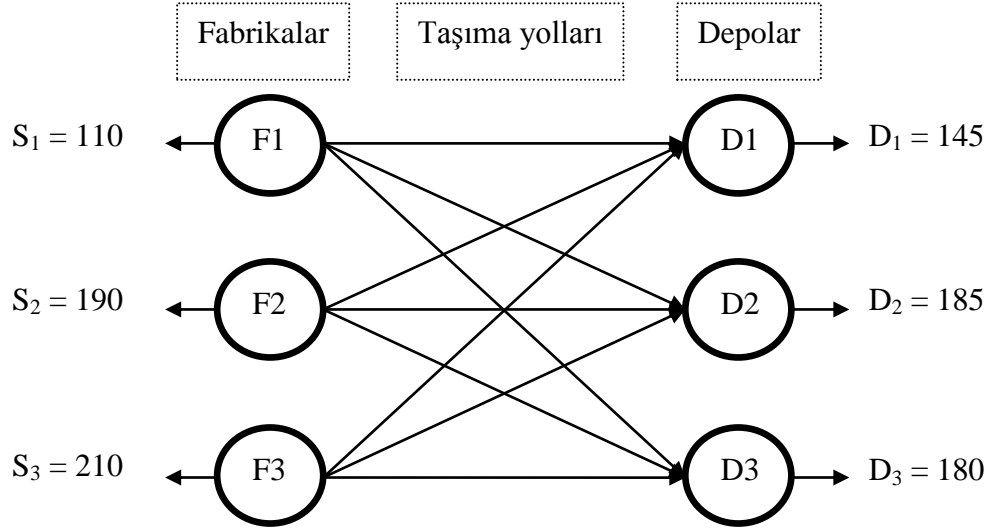 Fabrikalar Taşıma yolları Depolar
S₁ = 110 F1 D1 D₁ = 145
S₂ = 190 F2 D2 D₂ = 185
S₃ = 210 F3 D3 D₃ = 180